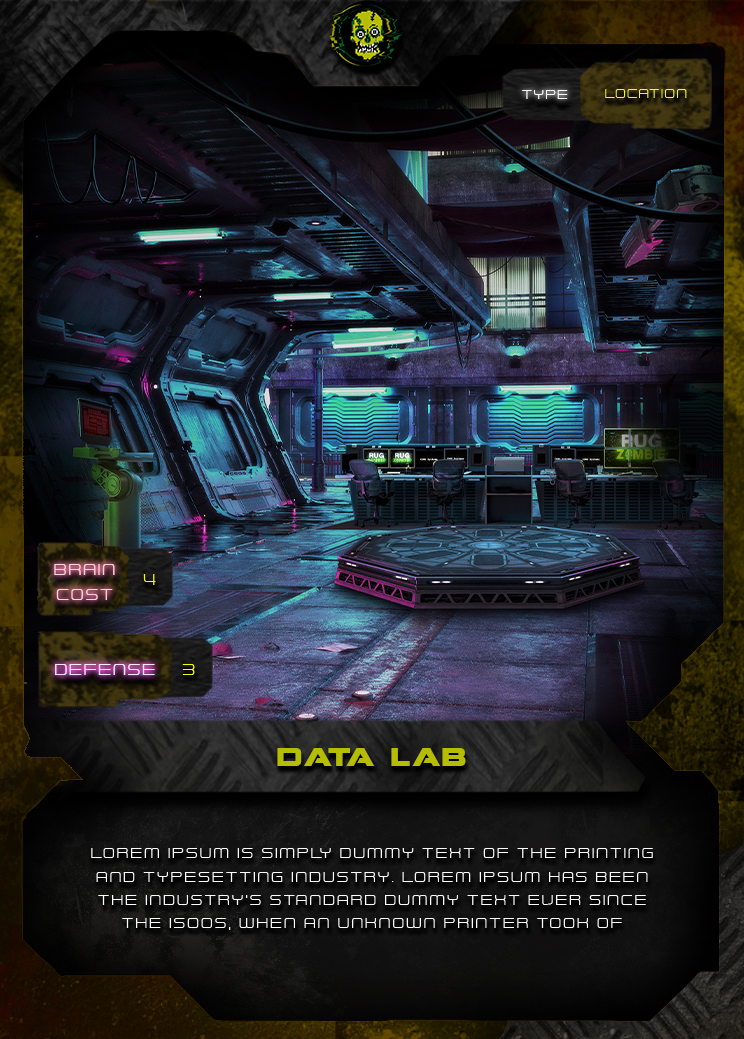 TYPE LOCATION
RUG
ZOMBIE
RUG RUG
BRAIN
COST
4
DEFENSE 3
DATA LAB
LOREM IPSUM IS SIMPLY DUMMY TEXT OF THE PRINTING
AND TYPESETTING INDUSTRY. LOREM IPSUM HAS BEEN
THE INDUSTRY'S STANDARD DUMMY TEXT EVER SINCE
THE 1500S, WHEN AN UNKNOWN PRINTER TOOK OF